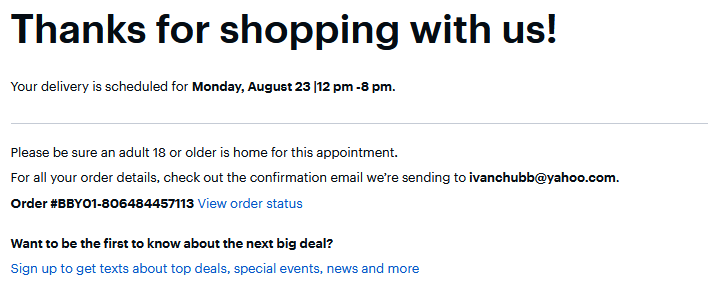 Thanks for shopping with us!
Your delivery is scheduled for Monday, August 23 |12 pm -8 pm.
Please be sure an adult 18 or older is home for this appointment.
For all your order details, check out the confirmation email we're sending to ivanchubb@yahoo.com.
Order #BBY01-806484457113 View order status
Want to be the first to know about the next big deal?
Sign up to get texts about top deals, special events, news and more